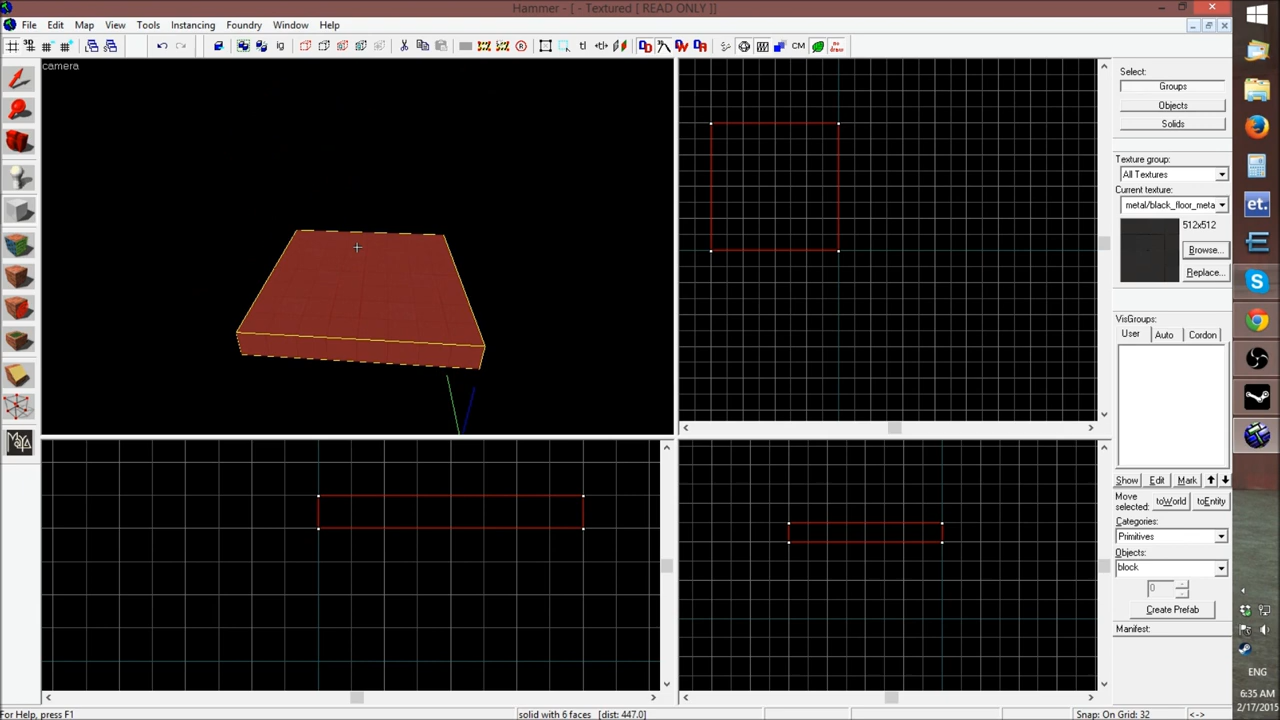 Hammer - [ - Textured [ READ ONLY ]]
File Edit Map View Tools Instancing Foundry Window Help
CM
camera
Select:
Groups
Objects
Solids
Texture group:
All Textures
Current texture:
metal/black_floor_meta
512x512
Browse...
Replace...
VisGroups:
User Auto Cordon
Show Edit Mark
Move selected: toWorld toEntity
Categories:
Primitives
Objects:
block
0
Create Prefab
Manifest:
et.
ENG
6:35 AM
2/17/2015
For Help, press F1 solid with 6 faces [dist: 447.0] Snap: On Grid: 32 <->